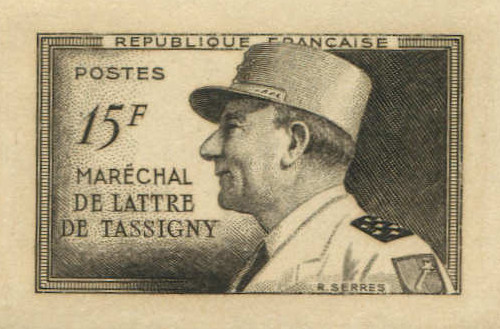 REPUBLIQUE FRANÇAISE
POSTES
15F
MARÉCHAL
DE LATTRE
DE TASSIGNY
R. SERRES